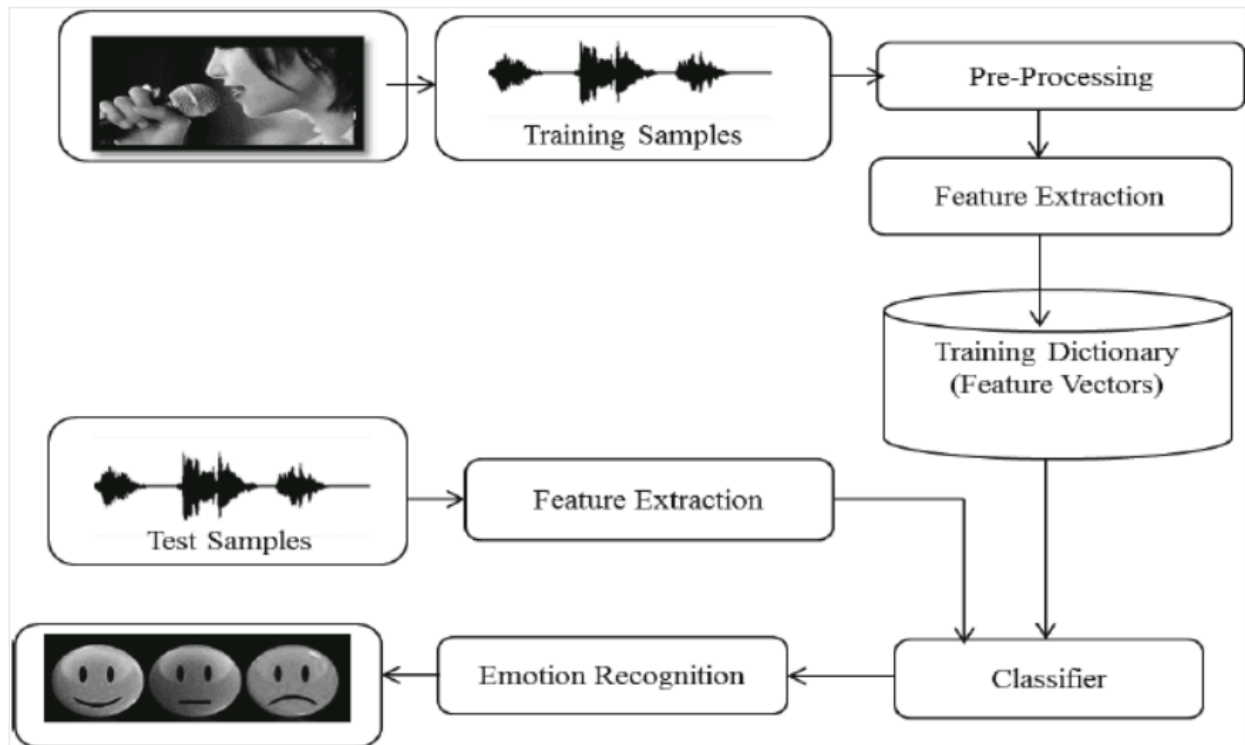 Training Samples
Pre-Processing
Feature Extraction
Training Dictionary
(Feature Vectors)
Test Samples
Feature Extraction
Emotion Recognition
Classifier